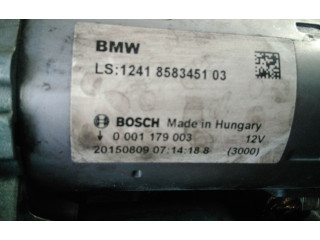 BMW
LS:1241 8583451 03
BOSCH Made in Hungary
0 001 179 003 12V
20150809 07:14:18 8 (3000)